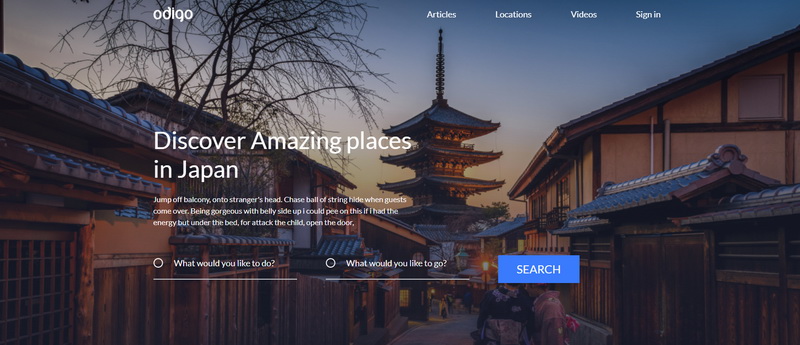 odigo
Articles
Locations
Videos
Sign in
Discover Amazing places
in Japan
Jump off balcony, onto stranger's head. Chase ball of string hide when guests
come over. Being gorgeous with belly side up i could pee on this if i had the
energy but under the bed, for attack the child, open the door,
What would you like to do?
What would you like to go?
SEARCH